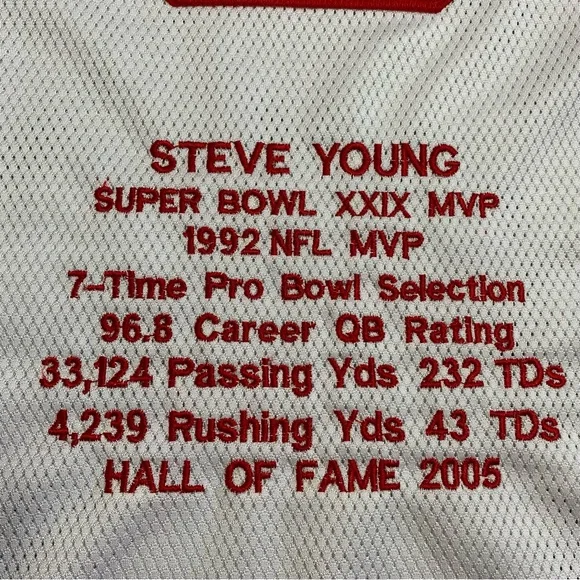 STEVE YOUNG
SUPER BOWL XXIX MVP
1992 NFL MVP
7-Time Pro Bowl Selection
96.8 Career QB Rating
33,124 Passing Yds 232 TDs
4,239 Rushing Yds 43 TDs
HALL OF FAME 2005